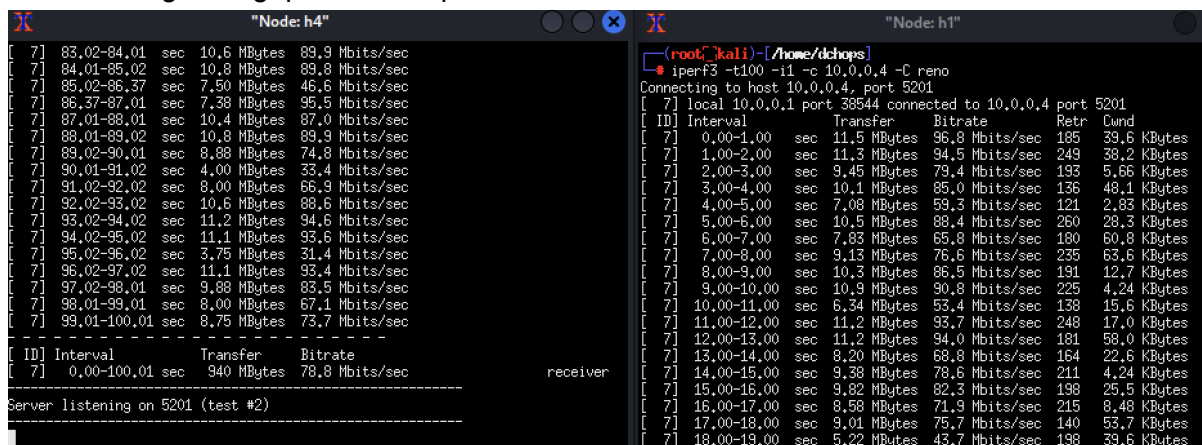 "Node: h4"
[ 7] 83.02-84.01 sec 10.6 MBytes 89.9 Mbits/sec
[ 7] 84.01-85.02 sec 10.8 MBytes 89.8 Mbits/sec
[ 7] 85.02-86.37 sec 7.50 MBytes 46.6 Mbits/sec
[ 7] 86.37-87.01 sec 7.38 MBytes 95.5 Mbits/sec
[ 7] 87.01-88.01 sec 10.4 MBytes 87.0 Mbits/sec
[ 7] 88.01-89.02 sec 10.8 MBytes 89.9 Mbits/sec
[ 7] 89.02-90.01 sec 8.88 MBytes 74.8 Mbits/sec
[ 7] 90.01-91.02 sec 4.00 MBytes 33.4 Mbits/sec
[ 7] 91.02-92.02 sec 8.00 MBytes 66.9 Mbits/sec
[ 7] 92.02-93.02 sec 10.6 MBytes 88.6 Mbits/sec
[ 7] 93.02-94.02 sec 11.2 MBytes 94.6 Mbits/sec
[ 7] 94.02-95.02 sec 11.1 MBytes 93.6 Mbits/sec
[ 7] 95.02-96.02 sec 3.75 MBytes 31.4 Mbits/sec
[ 7] 96.02-97.02 sec 11.1 MBytes 93.4 Mbits/sec
[ 7] 97.02-98.01 sec 9.88 MBytes 83.5 Mbits/sec
[ 7] 98.01-99.01 sec 8.00 MBytes 67.1 Mbits/sec
[ 7] 99.01-100.01 sec 8.75 MBytes 73.7 Mbits/sec
- - - - - - - - - - - - - - - - - - - - - - - - -
[ ID] Interval Transfer Bitrate
[ 7] 0.00-100.01 sec 940 MBytes 78.8 Mbits/sec receiver
-----------------------------------------------------------
Server listening on 5201 (test #2)
-----------------------------------------------------------
"Node: h1"
(root kali)-[/home/dchops]
iperf3 -t100 -i1 -c 10.0.0.4 -C reno
Connecting to host 10.0.0.4, port 5201
[ 7] local 10.0.0.1 port 38544 connected to 10.0.0.4 port 5201
[ ID] Interval Transfer Bitrate Retr Cwnd
[ 7] 0.00-1.00 sec 11.5 MBytes 96.8 Mbits/sec 185 39.6 KBytes
[ 7] 1.00-2.00 sec 11.3 MBytes 94.5 Mbits/sec 249 38.2 KBytes
[ 7] 2.00-3.00 sec 9.45 MBytes 79.4 Mbits/sec 193 5.66 KBytes
[ 7] 3.00-4.00 sec 10.1 MBytes 85.0 Mbits/sec 136 48.1 KBytes
[ 7] 4.00-5.00 sec 7.08 MBytes 59.3 Mbits/sec 121 2.83 KBytes
[ 7] 5.00-6.00 sec 10.5 MBytes 88.4 Mbits/sec 260 28.3 KBytes
[ 7] 6.00-7.00 sec 7.83 MBytes 65.8 Mbits/sec 180 60.8 KBytes
[ 7] 7.00-8.00 sec 9.13 MBytes 76.6 Mbits/sec 235 63.6 KBytes
[ 7] 8.00-9.00 sec 10.3 MBytes 86.5 Mbits/sec 191 12.7 KBytes
[ 7] 9.00-10.00 sec 10.9 MBytes 90.8 Mbits/sec 225 4.24 KBytes
[ 7] 10.00-11.00 sec 6.34 MBytes 53.4 Mbits/sec 138 15.6 KBytes
[ 7] 11.00-12.00 sec 11.2 MBytes 93.7 Mbits/sec 248 17.0 KBytes
[ 7] 12.00-13.00 sec 11.2 MBytes 94.0 Mbits/sec 181 58.0 KBytes
[ 7] 13.00-14.00 sec 8.20 MBytes 68.8 Mbits/sec 164 22.6 KBytes
[ 7] 14.00-15.00 sec 9.38 MBytes 78.6 Mbits/sec 211 4.24 KBytes
[ 7] 15.00-16.00 sec 9.82 MBytes 82.3 Mbits/sec 198 25.5 KBytes
[ 7] 16.00-17.00 sec 8.58 MBytes 71.9 Mbits/sec 215 8.48 KBytes
[ 7] 17.00-18.00 sec 9.01 MBytes 75.7 Mbits/sec 140 53.7 KBytes
[ 7] 18.00-19.00 sec 5.22 MBytes 43.7 Mbits/sec 198 39.6 KBytes